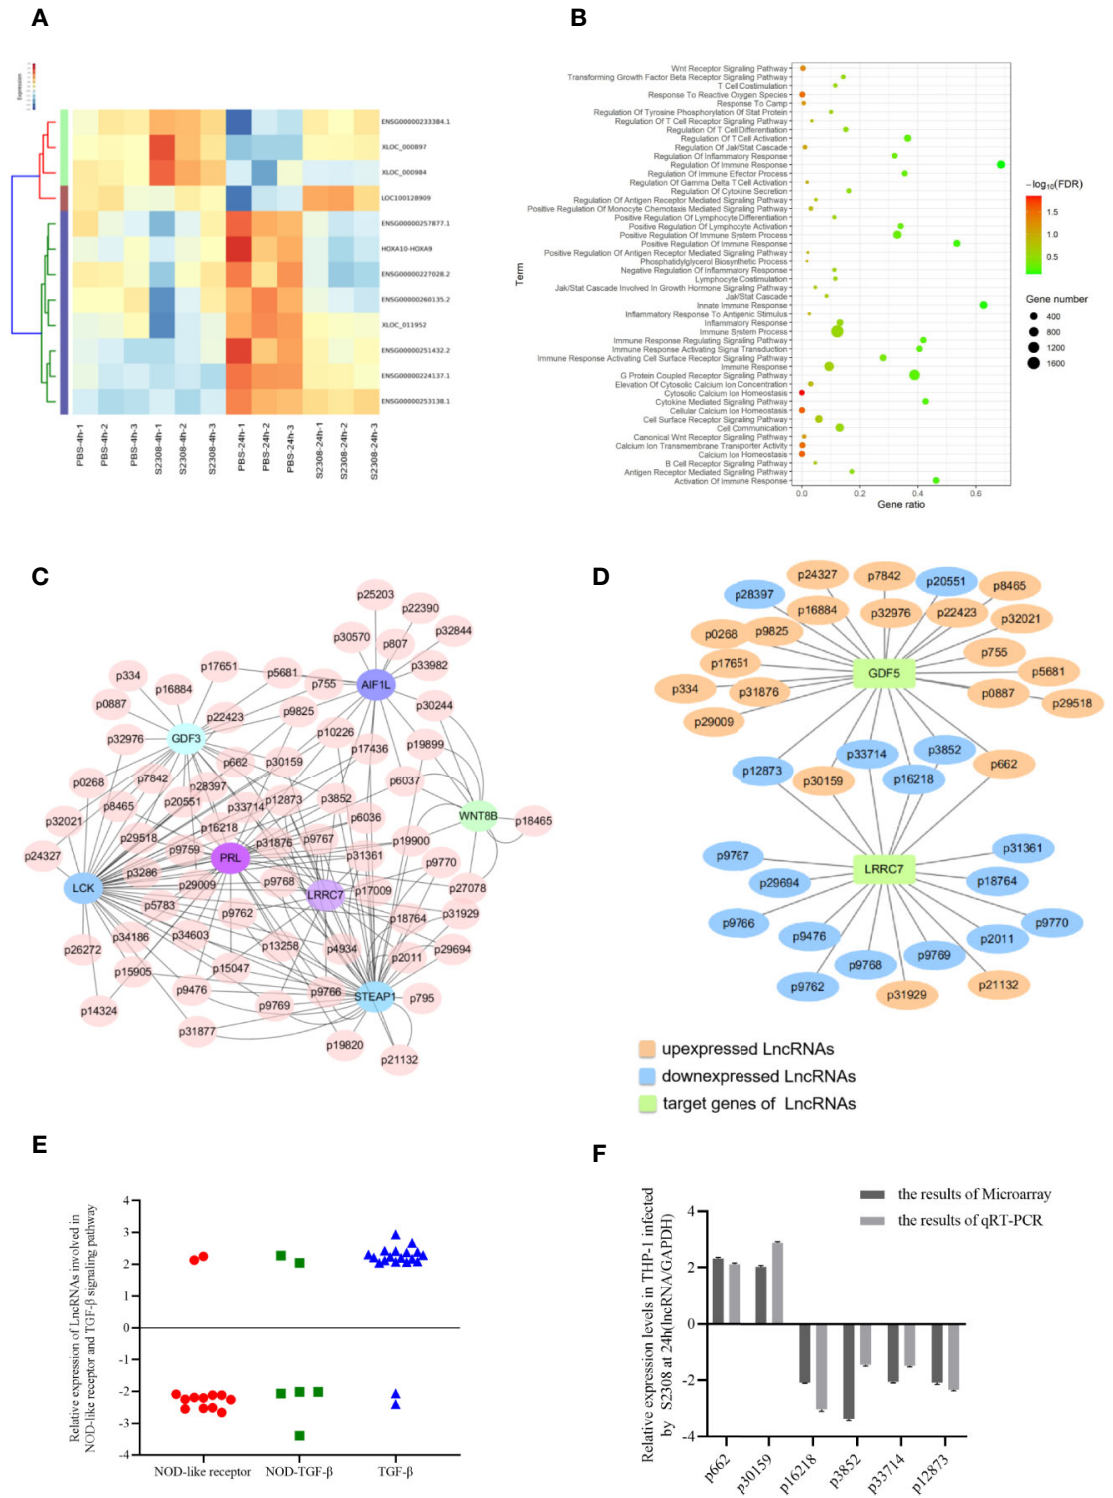 A
Expression
ENSG00000233384.1
XLOC_000897
XLOC_000984
LOC100128909
ENSG00000257877.1
HOXA10-HOXA9
ENSG00000227028.2
ENSG00000260135.2
XLOC_011952
ENSG00000251432.2
ENSG00000224137.1
ENSG00000253138.1
PBS-4h-1
PBS-4h-2
PBS-4h-3
S2308-4h-1
S2308-4h-2
S2308-4h-3
PBS-24h-1
PBS-24h-2
PBS-24h-3
S2308-24h-1
S2308-24h-2
S2308-24h-3
B
Term
Wnt Receptor Signaling Pathway
Transforming Growth Factor Beta Receptor Signaling Pathway
T Cell Costimulation
Response To Reactive Oxygen Species
Response To Camp
Regulation Of Tyrosine Phosphorylation Of Stat Protein
Regulation Of T Cell Receptor Signaling Pathway
Regulation Of T Cell Differentiation
Regulation Of T Cell Activation
Regulation Of Jak/Stat Cascade
Regulation Of Inflammatory Response
Regulation Of Immune Response
Regulation Of Immune Effector Process
Regulation Of Gamma Delta T Cell Activation
Regulation Of Cytokine Secretion
Regulation Of Antigen Receptor Mediated Signaling Pathway
Positive Regulation Of Monocyte Chemotaxis Mediated Signaling Pathway
Positive Regulation Of Lymphocyte Differentiation
Positive Regulation Of Lymphocyte Activation
Positive Regulation Of Immune System Process
Positive Regulation Of Immune Response
Positive Regulation Of Antigen Receptor Mediated Signaling Pathway
Phosphatidylglycerol Biosynthetic Process
Negative Regulation Of Inflammatory Response
Lymphocyte Costimulation
Jak/Stat Cascade Involved In Growth Hormone Signaling Pathway
Jak/Stat Cascade
Innate Immune Response
Inflammatory Response To Antigenic Stimulus
Inflammatory Response
Immune System Process
Immune Response Regulating Signaling Pathway
Immune Response Activating Signal Transduction
Immune Response Activating Cell Surface Receptor Signaling Pathway
Immune Response
G Protein Coupled Receptor Signaling Pathway
Elevation Of Cytosolic Calcium Ion Concentration
Cytosolic Calcium Ion Homeostasis
Cytokine Mediated Signaling Pathway
Cellular Calcium Ion Homeostasis
Cell Surface Receptor Signaling Pathway
Cell Communication
Canonical Wnt Receptor Signaling Pathway
Calcium Ion Transmembrane Transporter Activity
Calcium Ion Homeostasis
B Cell Receptor Signaling Pathway
Antigen Receptor Mediated Signaling Pathway
Activation Of Immune Response
0.0
0.2
0.4
0.6
Gene ratio
−log10(FDR)
1.5
1.0
0.5
Gene number
400
800
1200
1600
C
p25203
p22390
p30570
p807
p32844
p17651
p5681
p33982
p334
p16884
p755
AIF1L
p0887
p22423
p9825
p30244
p32976
GDF3
p10226
p19899
p662
p30159
p17436
p0268
p7842
p28397
p6037
p8465
p20551
p33714
p12873
p3852
WNT8B
p18465
p32021
p16218
p6036
p29518
p31876
p9767
p19900
p24327
p9759
PRL
p31361
p9770
p3286
LCK
p29009
p9768
LRRC7
p17009
p27078
p5783
p9762
p18764
p31929
p34186
p34603
p13258
p4934
p29694
p26272
p2011
p15905
p15047
p9476
p9766
STEAP1
p795
p14324
p9769
p31877
p19820
p21132
D
p24327
p7842
p20551
p8465
p28397
p16884
p32976
p22423
p32021
p0268
p9825
p755
p17651
GDF5
p5681
p334
p31876
p0887
p29518
p29009
p33714
p3852
p12873
p30159
p16218
p662
p9767
p31361
LRRC7
p29694
p18764
p9766
p9770
p9476
p2011
p9768
p9769
p9762
p31929
p21132
upexpressed LncRNAs
downexpressed LncRNAs
target genes of LncRNAs
E
Relative expression of LncRNAs involved in
NOD-like receptor and TGF-β signaling pathway
4
3
2
1
0
-1
-2
-3
-4
NOD-like receptor
NOD-TGF-β
TGF-β
F
the results of Microarray
the results of qRT-PCR
Relative expression levels in THP-1 infected
by S2308 at 24h(lncRNA/GAPDH)
4
2
0
-2
-4
p662
p30159
p16218
p3852
p33714
p12873